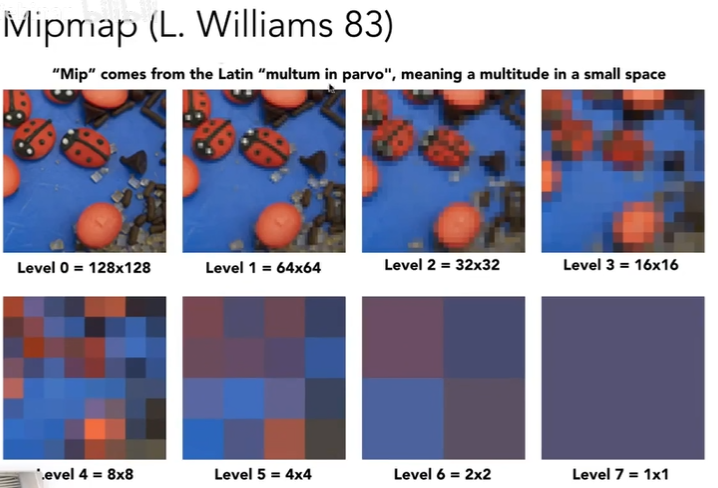 Mipmap (L. Williams 83)
“Mip” comes from the Latin “multum in parvo", meaning a multitude in a small space
Level 0 = 128x128
Level 1 = 64x64
Level 2 = 32x32
Level 3 = 16x16
Level 4 = 8x8
Level 5 = 4x4
Level 6 = 2x2
Level 7 = 1x1